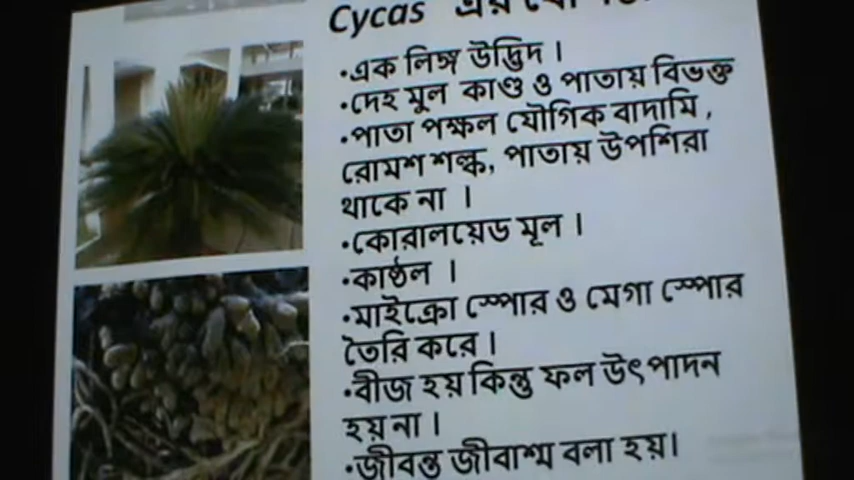 Cycas এর
•এক লিঙ্গ উদ্ভিদ ।
•দেহ মুল কাণ্ড ও পাতায় বিভক্ত
•পাতা পক্ষল যৌগিক বাদামি ,
রোমশ শল্ক, পাতায় উপশিরা
থাকে না ।
•কোরালয়েড মূল ।
•কাষ্ঠল ।
•মাইক্রো স্পোর ও মেগা স্পোর
তৈরি করে ।
•বীজ হয় কিন্তু ফল উৎপাদন
হয় না ।
•জীবন্ত জীবাশ্ম বলা হয়।